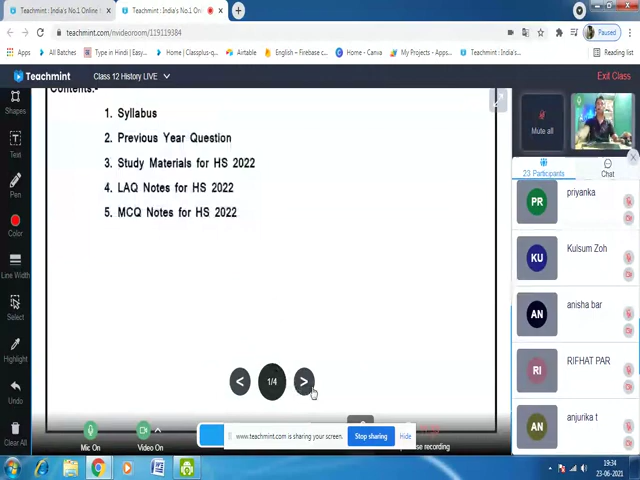 Teachmint : India's No.1 Online t
Teachmint : India's No.1 On
teachmint.com/nvideoroom/119119384
Paused
Apps
All Batches
Type in Hindi | Easy
Home | Classplus-q
Airtable
English – Firebase c
Home - Canva
My Projects - Apps...
Teachmint : India's...
Reading list
Teachmint
Class 12 History LIVE
Exit Class
Contents:-
1. Syllabus
2. Previous Year Question
3. Study Materials for HS 2022
4. LAQ Notes for HS 2022
5. MCQ Notes for HS 2022
Shapes
Text
Pen
Color
Line Width
Select
Highlight
Undo
Clear All
Mute all
23 Participants
Chat
PR
priyanka
KU
Kulsum Zoh
AN
anisha bar
RI
RIFHAT PAR
AN
anjurika t
<
1/4
>
Mic On
Video On
www.teachmint.com is sharing your screen.
Stop sharing
Hide
recording
19:34
23-06-2021